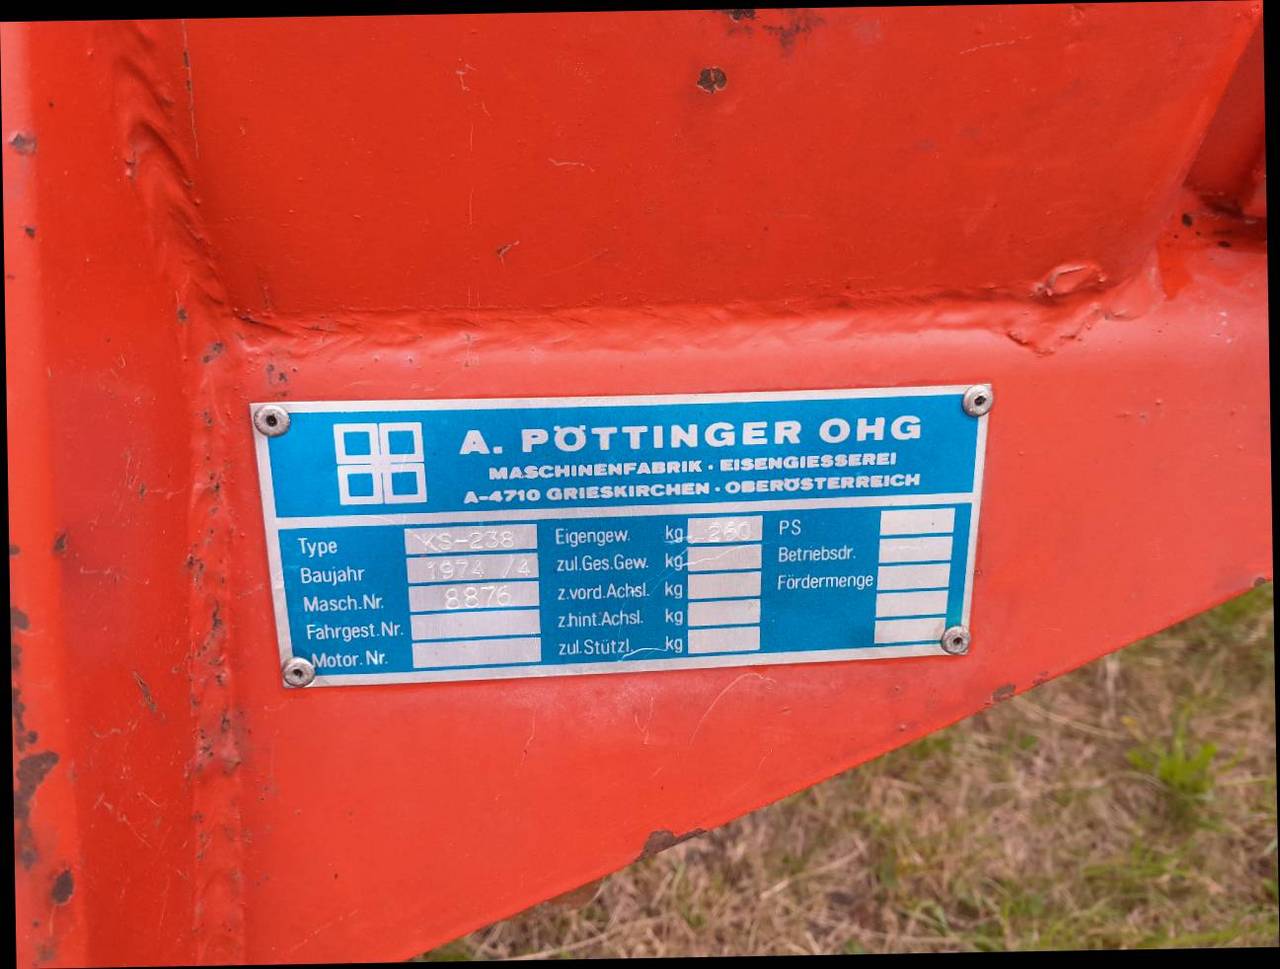 A. PÖTTINGER OHG
MASCHINENFABRIK · EISENGIESSEREI
A-4710 GRIESKIRCHEN · OBERÖSTERREICH
Type KS-238
Baujahr 1974 /4
Masch.Nr. 8876
Fahrgest.Nr.
Motor.Nr.
Eigengew. kg 260
zul.Ges.Gew. kg
z.vord.Achsl. kg
z.hint.Achsl. kg
zul.Stützl. kg
PS
Betriebsdr.
Fördermenge